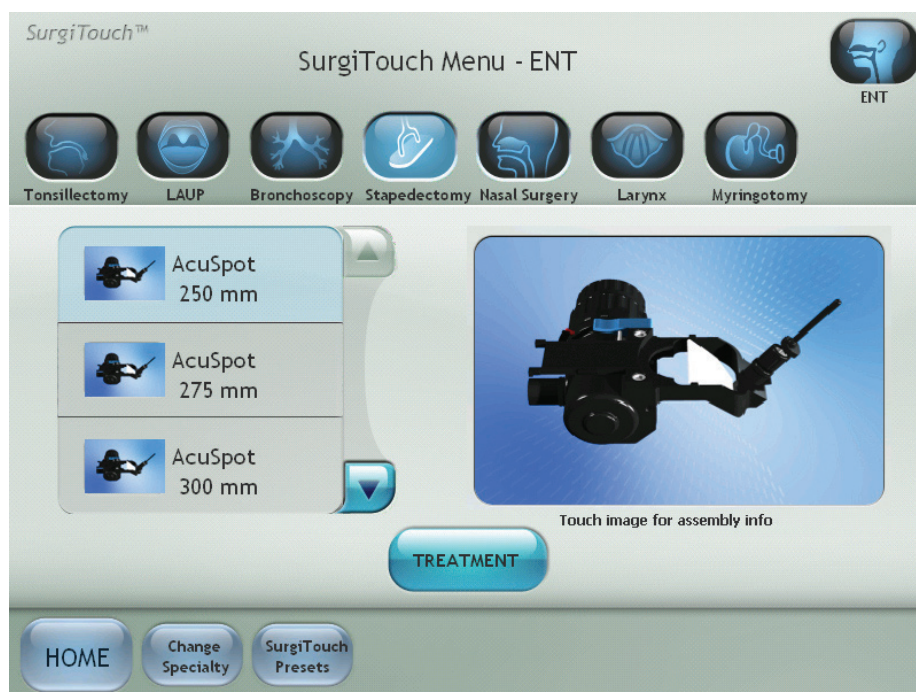 SurgiTouch™
SurgiTouch Menu - ENT
ENT
Tonsillectomy LAUP Bronchoscopy Stapedectomy Nasal Surgery Larynx Myringotomy
AcuSpot
250 mm
AcuSpot
275 mm
AcuSpot
300 mm
Touch image for assembly info
TREATMENT
HOME
Change
Specialty
SurgiTouch
Presets